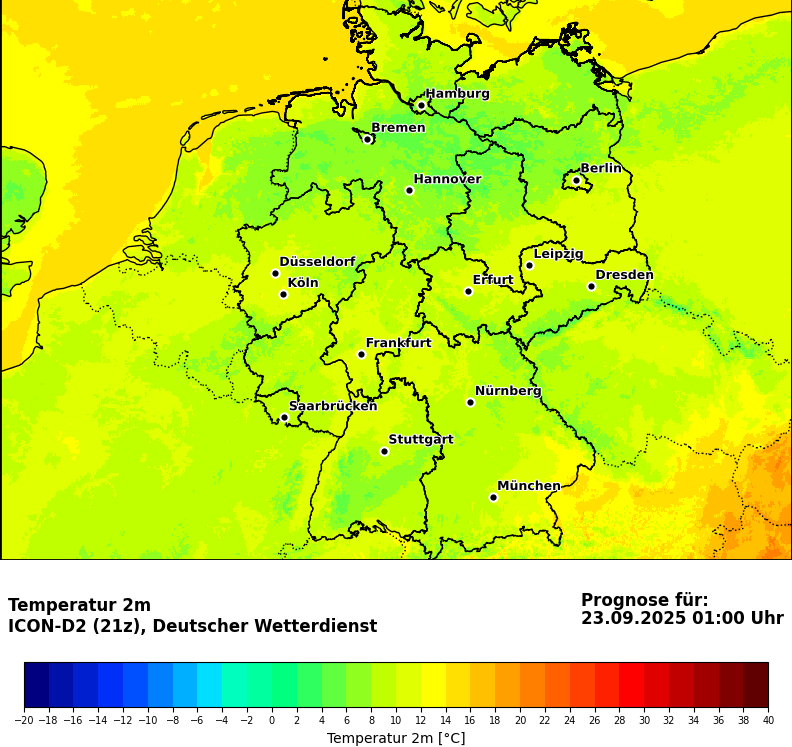 Hamburg
Bremen
Berlin
Hannover
Leipzig
Düsseldorf
Dresden
Erfurt
Köln
Frankfurt
Nürnberg
Saarbrücken
Stuttgart
München
Temperatur 2m
ICON-D2 (21z), Deutscher Wetterdienst
Prognose für:
23.09.2025 01:00 Uhr
−20 −18 −16 −14 −12 −10 −8 −6 −4 −2 0 2 4 6 8 10 12 14 16 18 20 22 24 26 28 30 32 34 36 38 40
Temperatur 2m [°C]